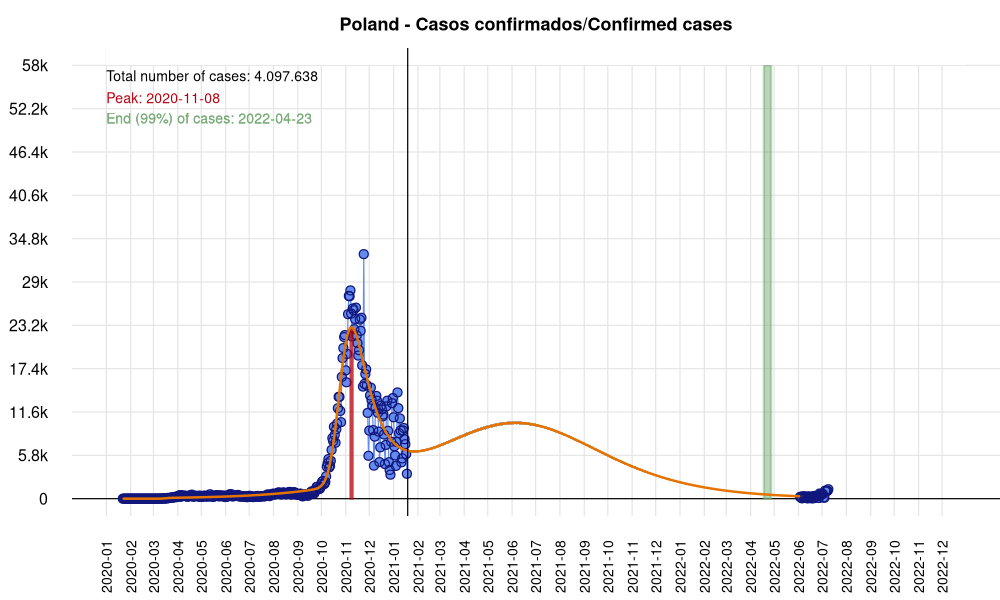 Poland - Casos confirmados/Confirmed cases
Total number of cases: 4.097.638
Peak: 2020-11-08
End (99%) of cases: 2022-04-23
58k
52.2k
46.4k
40.6k
34.8k
29k
23.2k
17.4k
11.6k
5.8k
0
2020-01
2020-02
2020-03
2020-04
2020-05
2020-06
2020-07
2020-08
2020-09
2020-10
2020-11
2020-12
2021-01
2021-02
2021-03
2021-04
2021-05
2021-06
2021-07
2021-08
2021-09
2021-10
2021-11
2021-12
2022-01
2022-02
2022-03
2022-04
2022-05
2022-06
2022-07
2022-08
2022-09
2022-10
2022-11
2022-12